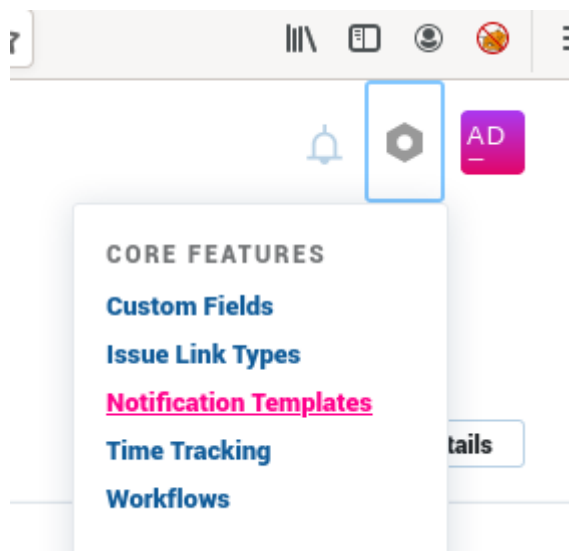 AD
CORE FEATURES
Custom Fields
Issue Link Types
Notification Templates
Time Tracking
tails
Workflows